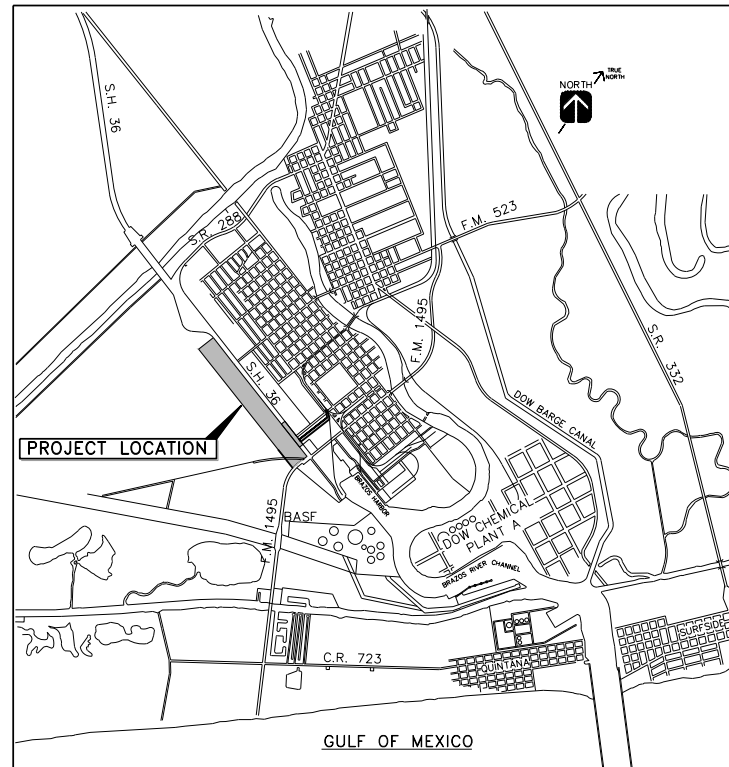 S.H. 36
TRUE
NORTH
NORTH
S.R. 288
F.M. 523
F.M. 1495
S.R. 332
S.H. 36
DOW BARGE CANAL
PROJECT LOCATION
BRAZOS HARBOR
F.M. 1495
BASF
DOW CHEMICAL
PLANT A
BRAZOS RIVER CHANNEL
SURFSIDE
C.R. 723
QUINTANA
GULF OF MEXICO